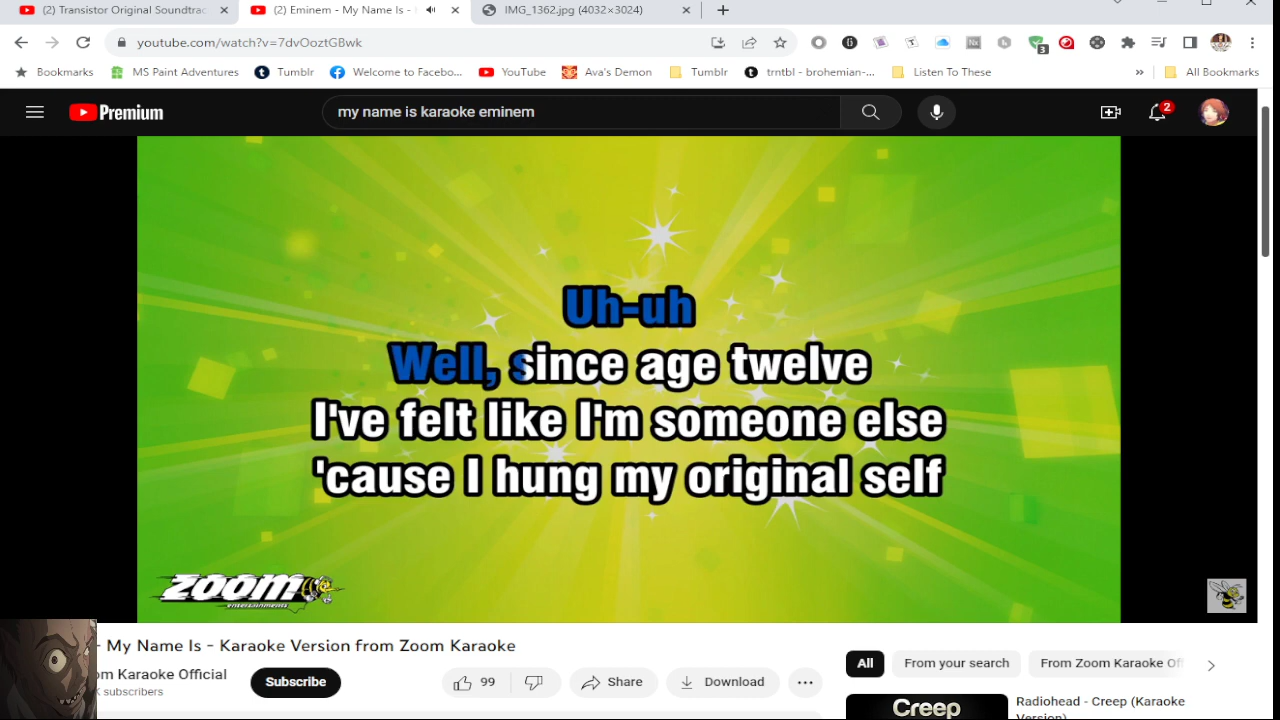 (2) Transistor Original Soundtrac
(2) Eminem - My Name Is -
IMG_1362.jpg (4032×3024)
youtube.com/watch?v=7dvOoztGBwk
3
Bookmarks
MS Paint Adventures
Tumblr
Welcome to Facebo...
YouTube
Ava's Demon
Tumblr
trntbl - brohemian-...
Listen To These
»
All Bookmarks
Premium
my name is karaoke eminem
2
Uh-uh
Well, since age twelve
I've felt like I'm someone else
'cause I hung my original self
ZOOM
entertainments
- My Name Is - Karaoke Version from Zoom Karaoke
om Karaoke Official
K subscribers
Subscribe
99
Share
Download
All
From your search
From Zoom Karaoke Of
Creep
Radiohead - Creep (Karaoke
Version)